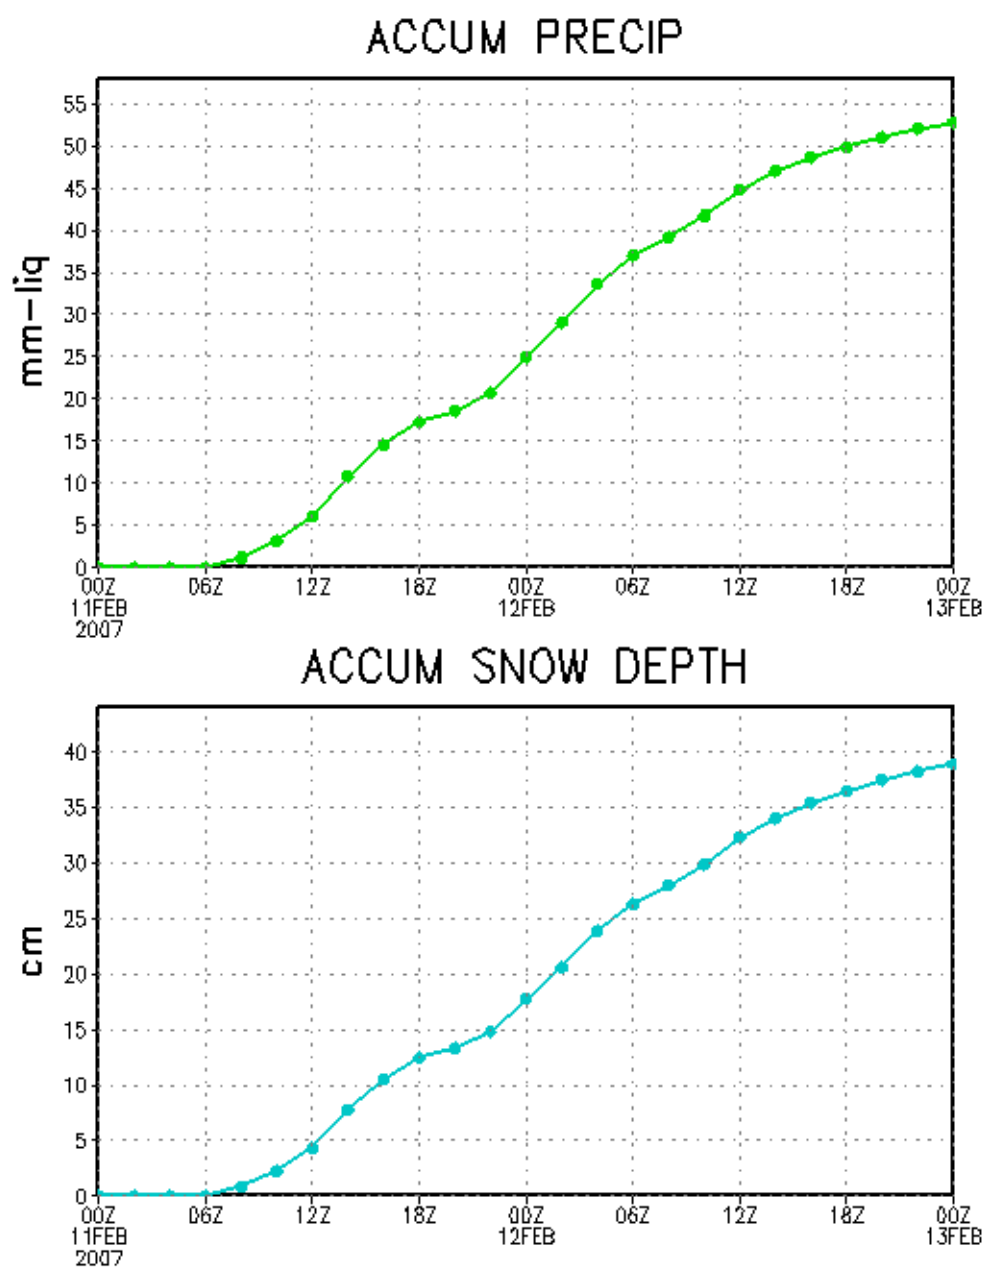 ACCUM PRECIP
55
50
45
40
35
30
25
20
15
10
5
0
mm-liq
00Z 06Z 12Z 18Z 00Z 06Z 12Z 18Z 00Z
11FEB 12FEB 13FEB
2007
ACCUM SNOW DEPTH
40
35
30
25
20
15
10
5
0
cm
00Z 06Z 12Z 18Z 00Z 06Z 12Z 18Z 00Z
11FEB 12FEB 13FEB
2007